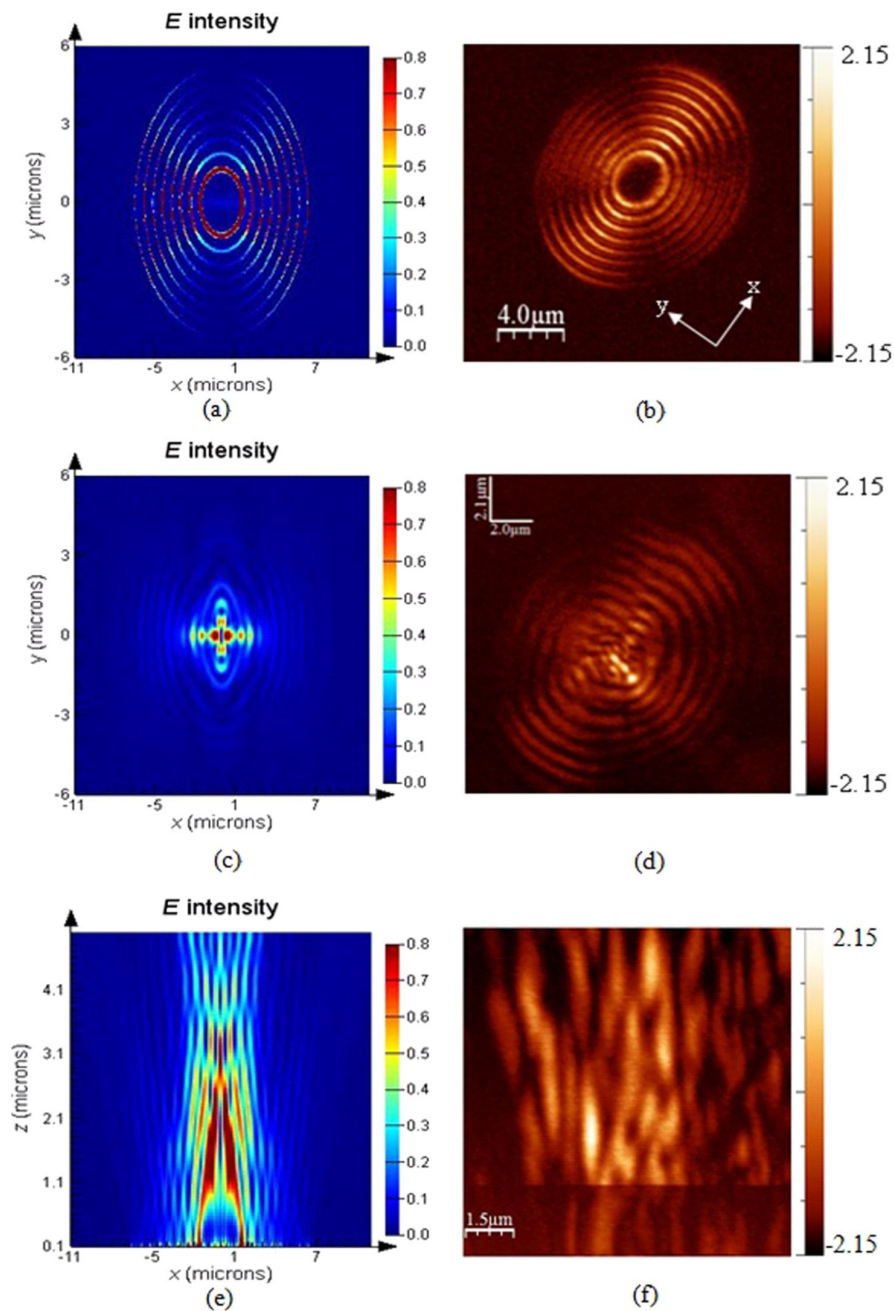 E intensity
6
3
0
-3
-6
y (microns)
-11
-5
1
7
x (microns)
0.8
0.7
0.6
0.5
0.4
0.3
0.2
0.1
0.0
(a)
4.0µm
y
x
2.15
-2.15
(b)
E intensity
6
3
0
-3
-6
y (microns)
-11
-5
1
7
x (microns)
0.8
0.7
0.6
0.5
0.4
0.3
0.2
0.1
0.0
(c)
2.1µm
2.0µm
2.15
-2.15
(d)
E intensity
4.1
3.1
2.1
1.1
0.1
z (microns)
-11
-5
1
7
x (microns)
0.8
0.7
0.6
0.5
0.4
0.3
0.2
0.1
0.0
(e)
1.5µm
2.15
-2.15
(f)